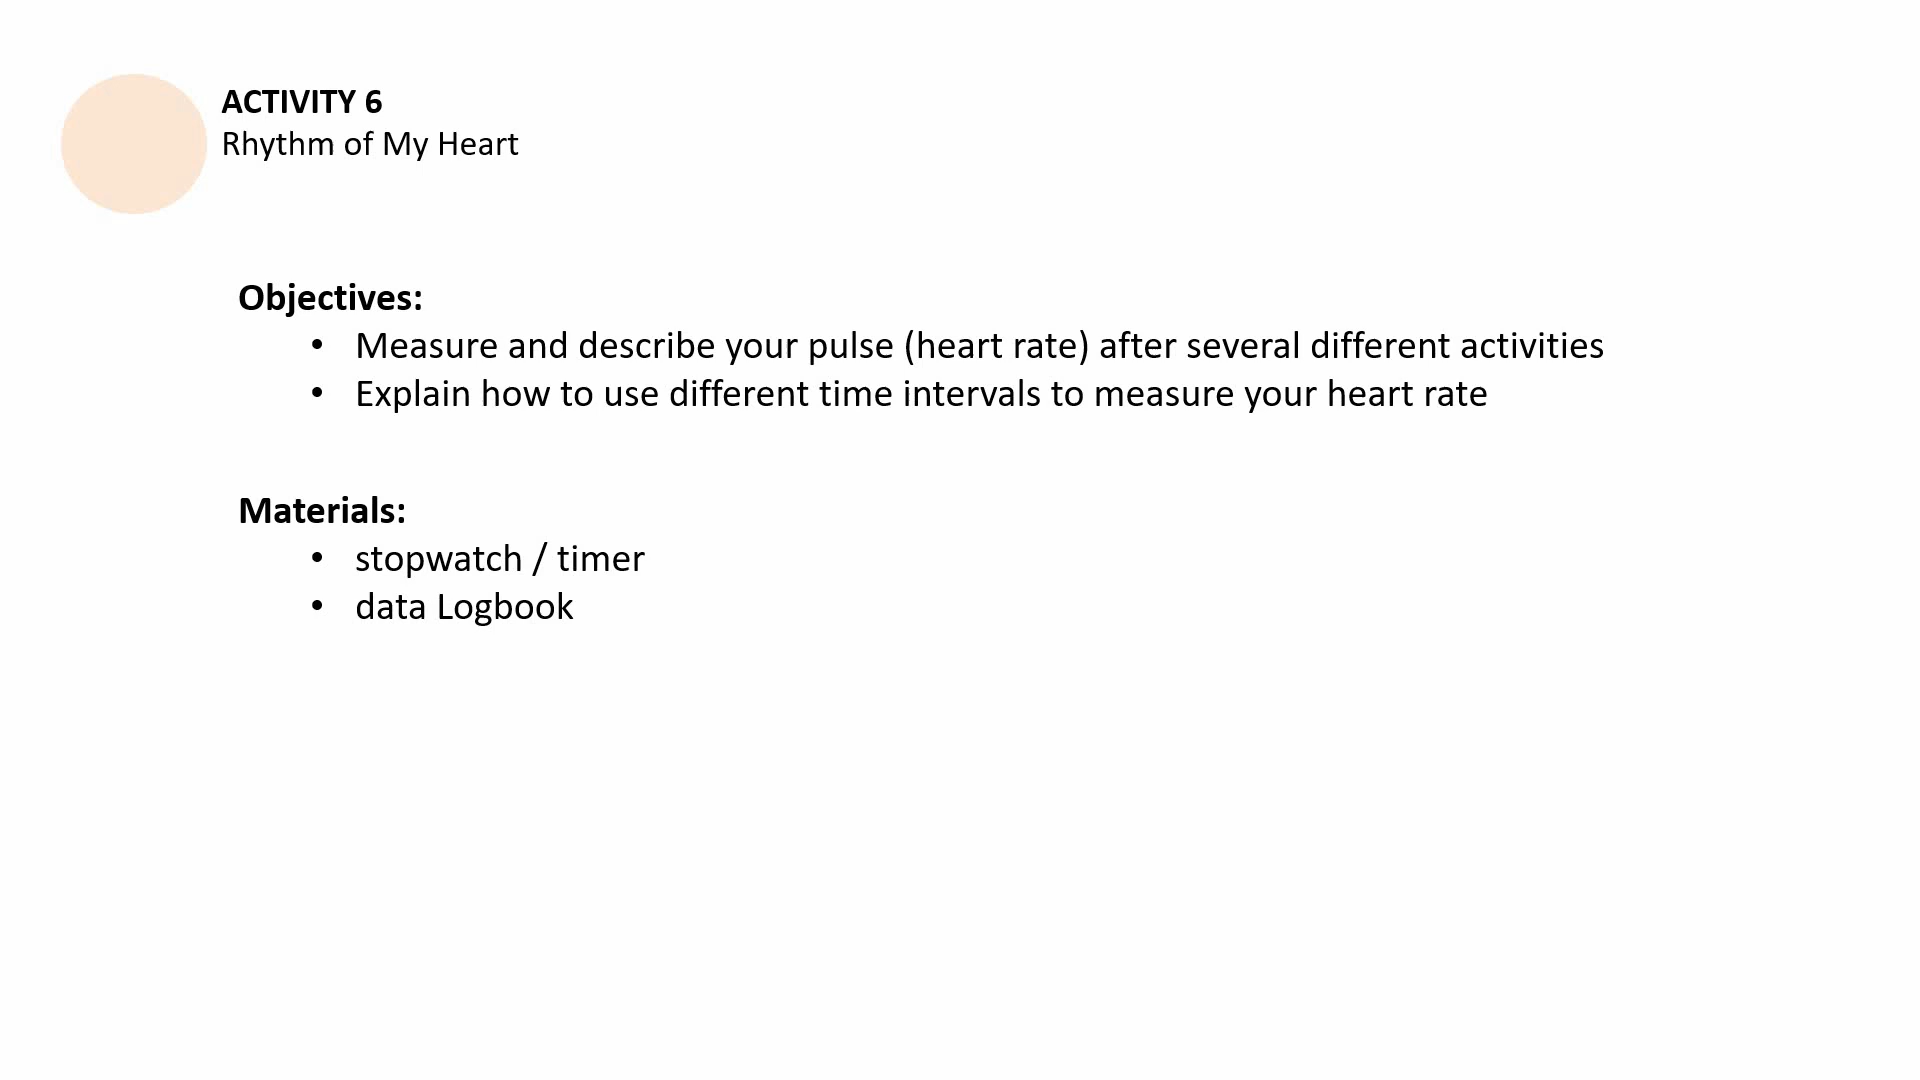 ACTIVITY 6
Rhythm of My Heart
Objectives:
• Measure and describe your pulse (heart rate) after several different activities
• Explain how to use different time intervals to measure your heart rate
Materials:
• stopwatch / timer
• data Logbook